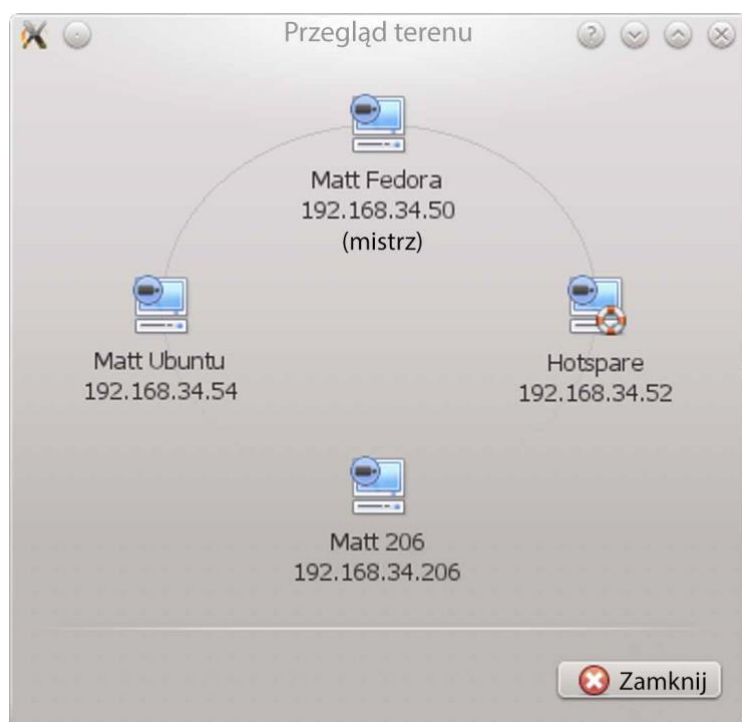 Przegląd terenu
Matt Fedora
192.168.34.50
(mistrz)
Matt Ubuntu
192.168.34.54
Hotspare
192.168.34.52
Matt 206
192.168.34.206
Zamknij